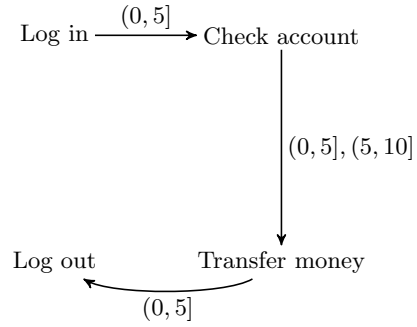 (0, 5]
Log in
Check account
(0, 5], (5, 10]
Log out
Transfer money
(0, 5]